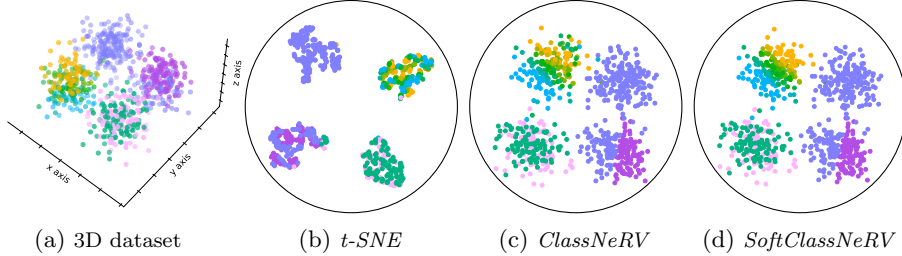 z axis
x axis
y axis
(a) 3D dataset
(b) t-SNE
(c) ClassNeRV
(d) SoftClassNeRV